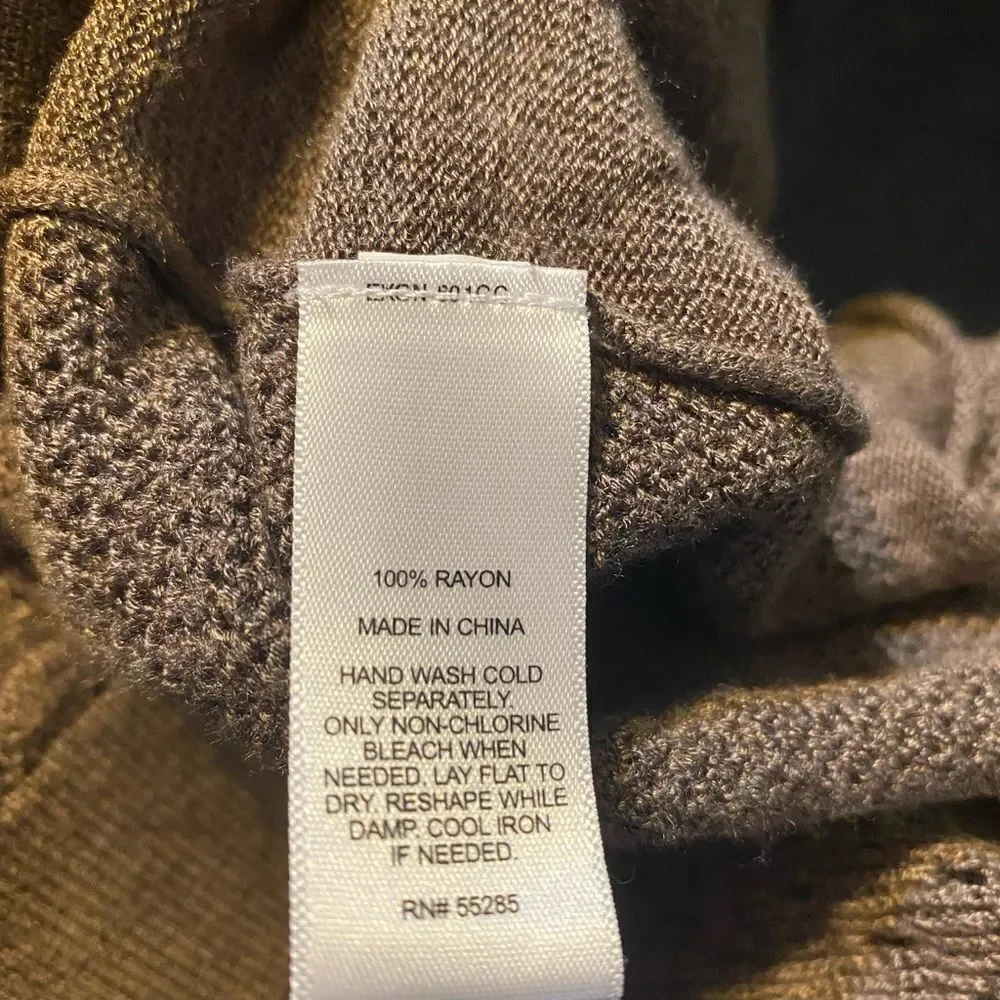 100% RAYON
MADE IN CHINA
HAND WASH COLD
SEPARATELY.
ONLY NON-CHLORINE
BLEACH WHEN
NEEDED. LAY FLAT TO
DRY. RESHAPE WHILE
DAMP. COOL IRON
IF NEEDED.
RN# 55285